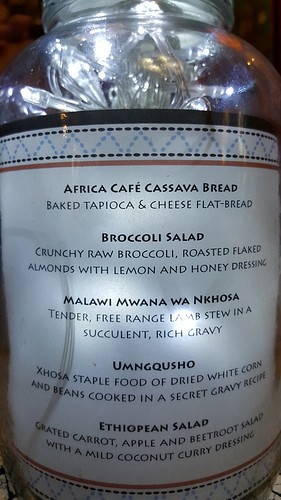 AFRICA CAFÉ CASSAVA BREAD
BAKED TAPIOCA & CHEESE FLAT-BREAD
BROCCOLI SALAD
CRUNCHY RAW BROCCOLI, ROASTED FLAKED
ALMONDS WITH LEMON AND HONEY DRESSING
MALAWI MWANA WA NKHOSA
TENDER, FREE RANGE LAMB STEW IN A
SUCCULENT, RICH GRAVY
UMNGQUSHO
XHOSA STAPLE FOOD OF DRIED WHITE CORN
AND BEANS COOKED IN A SECRET GRAVY RECIPE
ETHIOPEAN SALAD
GRATED CARROT, APPLE AND BEETROOT SALAD
WITH A MILD COCONUT CURRY DRESSING